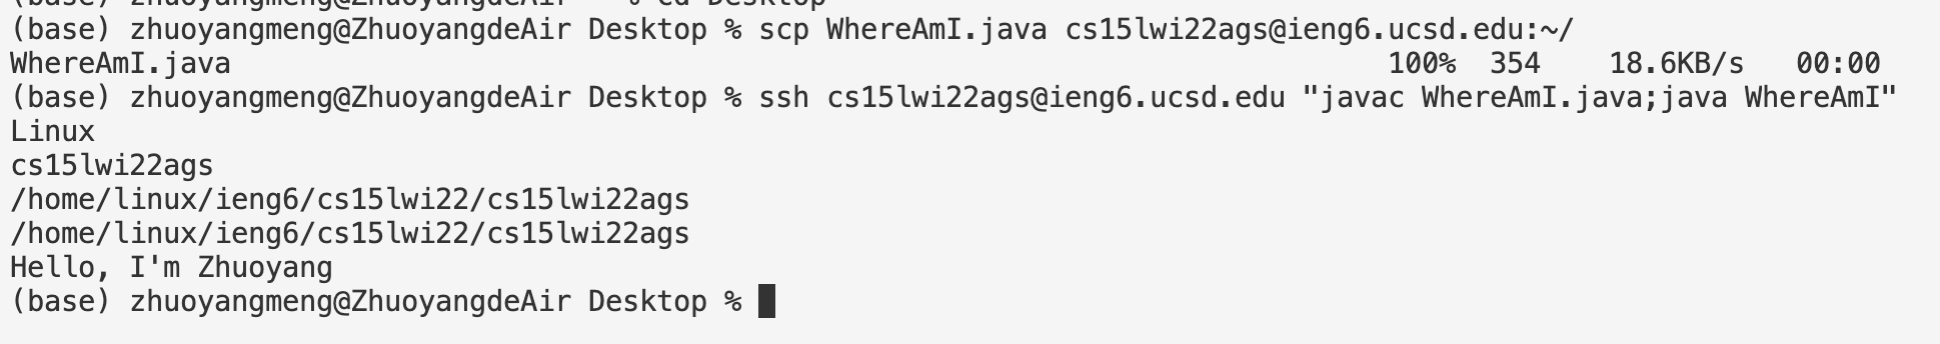 (base) zhuoyangmeng@ZhuoyangdeAir ~ % cd Desktop
(base) zhuoyangmeng@ZhuoyangdeAir Desktop % scp WhereAmI.java cs15lwi22ags@ieng6.ucsd.edu:~/
WhereAmI.java 100% 354 18.6KB/s 00:00
(base) zhuoyangmeng@ZhuoyangdeAir Desktop % ssh cs15lwi22ags@ieng6.ucsd.edu "javac WhereAmI.java;java WhereAmI"
Linux
cs15lwi22ags
/home/linux/ieng6/cs15lwi22/cs15lwi22ags
/home/linux/ieng6/cs15lwi22/cs15lwi22ags
Hello, I'm Zhuoyang
(base) zhuoyangmeng@ZhuoyangdeAir Desktop %